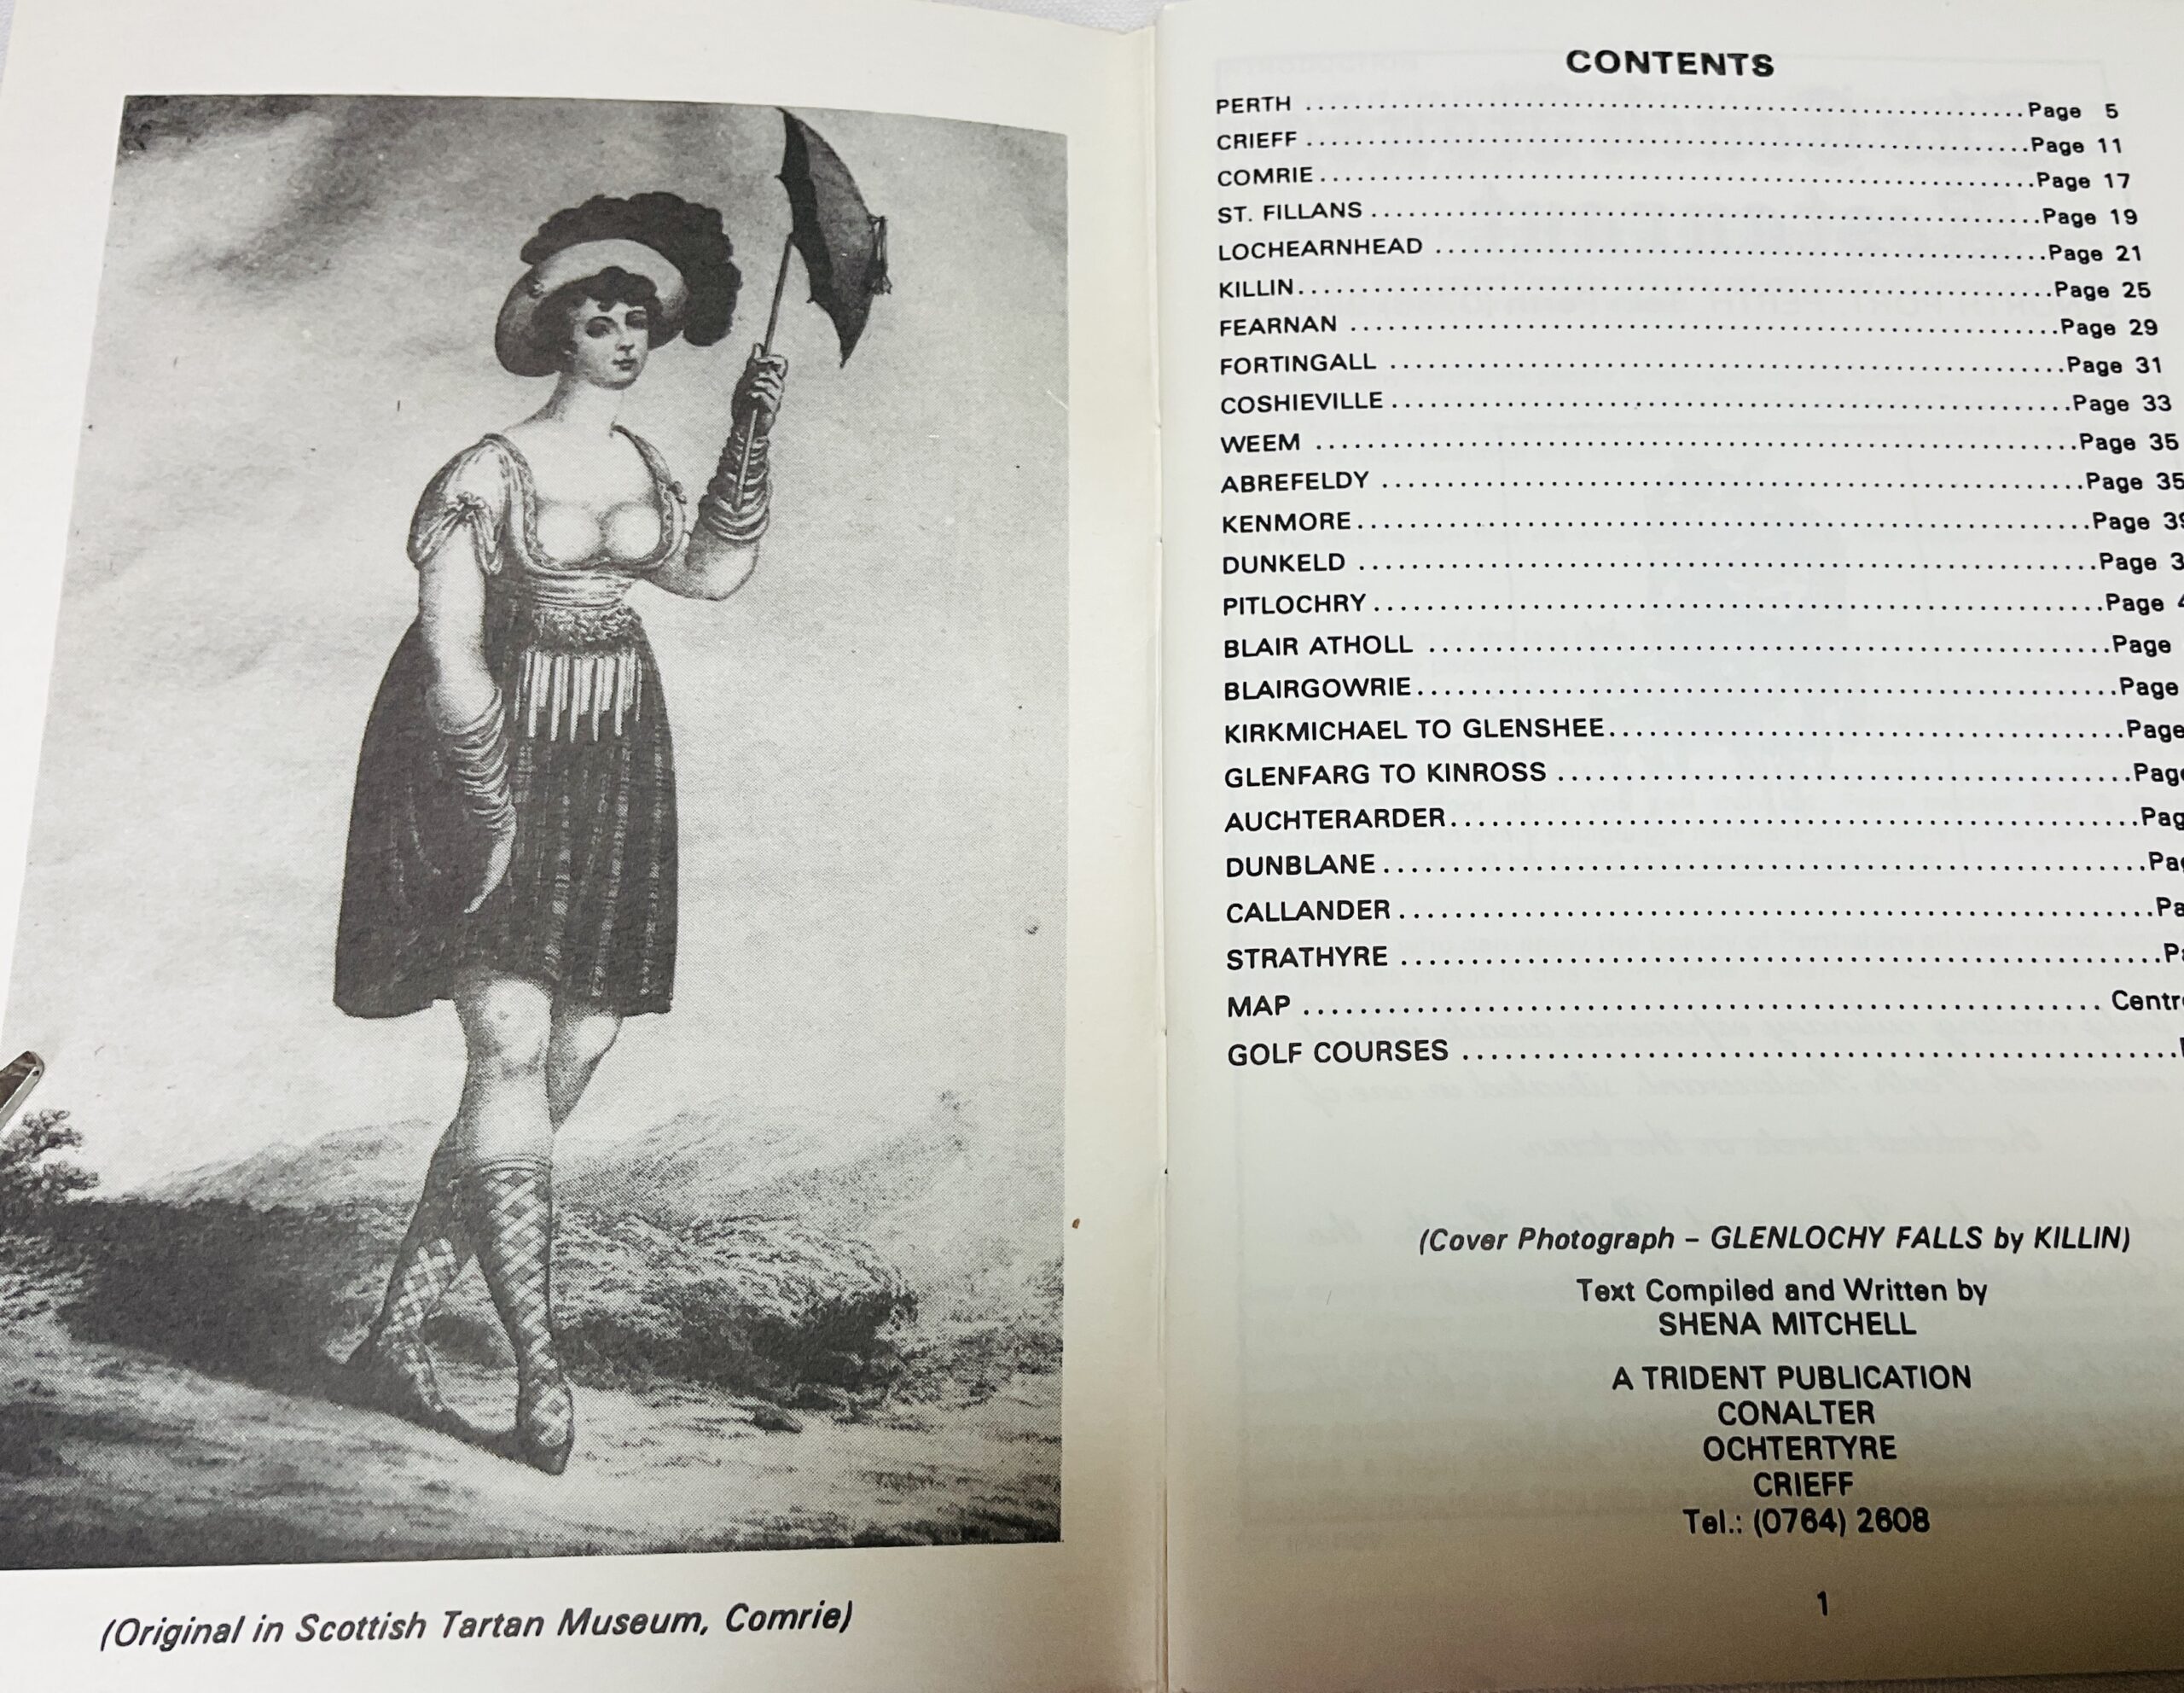 (Original in Scottish Tartan Museum, Comrie)
CONTENTS
PERTH ........................................ Page 5
CRIEFF ........................................ Page 11
COMRIE ........................................ Page 17
ST. FILLANS ........................................ Page 19
LOCHEARNHEAD ........................................ Page 21
KILLIN ........................................ Page 25
FEARNAN ........................................ Page 29
FORTINGALL ........................................ Page 31
COSHIEVILLE ........................................ Page 33
WEEM ........................................ Page 35
ABREFELDY ........................................ Page 35
KENMORE ........................................ Page
DUNKELD ........................................ Page
PITLOCHRY ........................................ Page
BLAIR ATHOLL ........................................ Page
BLAIRGOWRIE ........................................ Page
KIRKMICHAEL TO GLENSHEE ........................................ Page
GLENFARG TO KINROSS ........................................
AUCHTERARDER ........................................
DUNBLANE ........................................
CALLANDER ........................................
STRATHYRE ........................................
MAP ........................................
GOLF COURSES ........................................
(Cover Photograph – GLENLOCHY FALLS by KILLIN)
Text Compiled and Written by
SHENA MITCHELL
A TRIDENT PUBLICATION
CONALTER
OCHTERTYRE
CRIEFF
Tel.: (0764) 2608
1